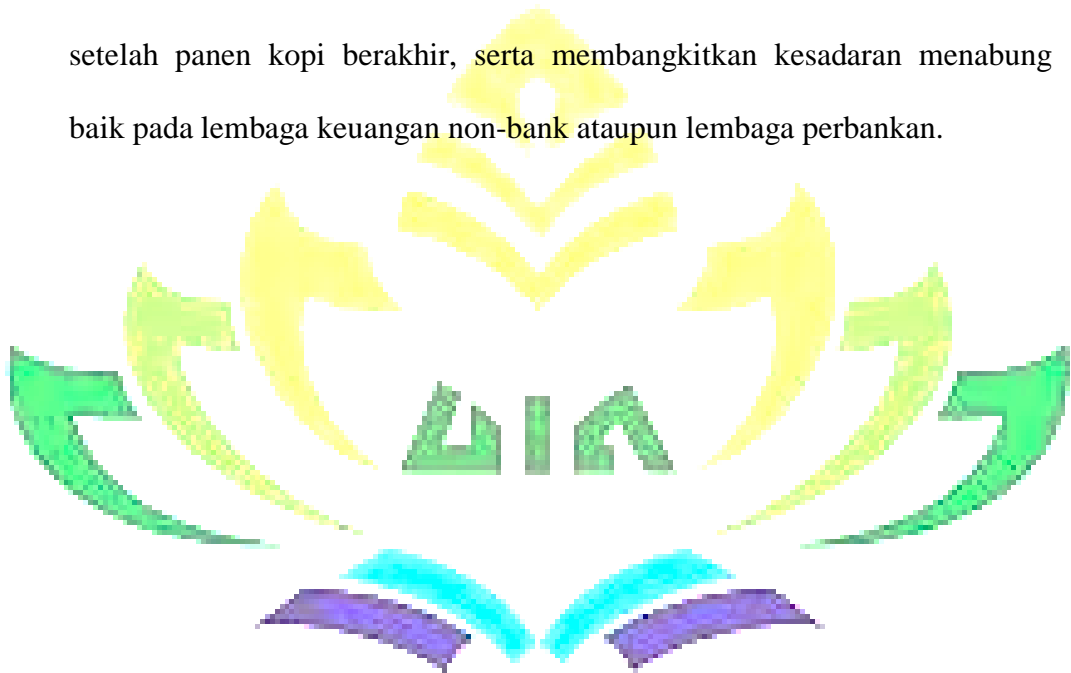 setelah panen kopi berakhir, serta membangkitkan kesadaran menabung
baik pada lembaga keuangan non-bank ataupun lembaga perbankan.
UIN